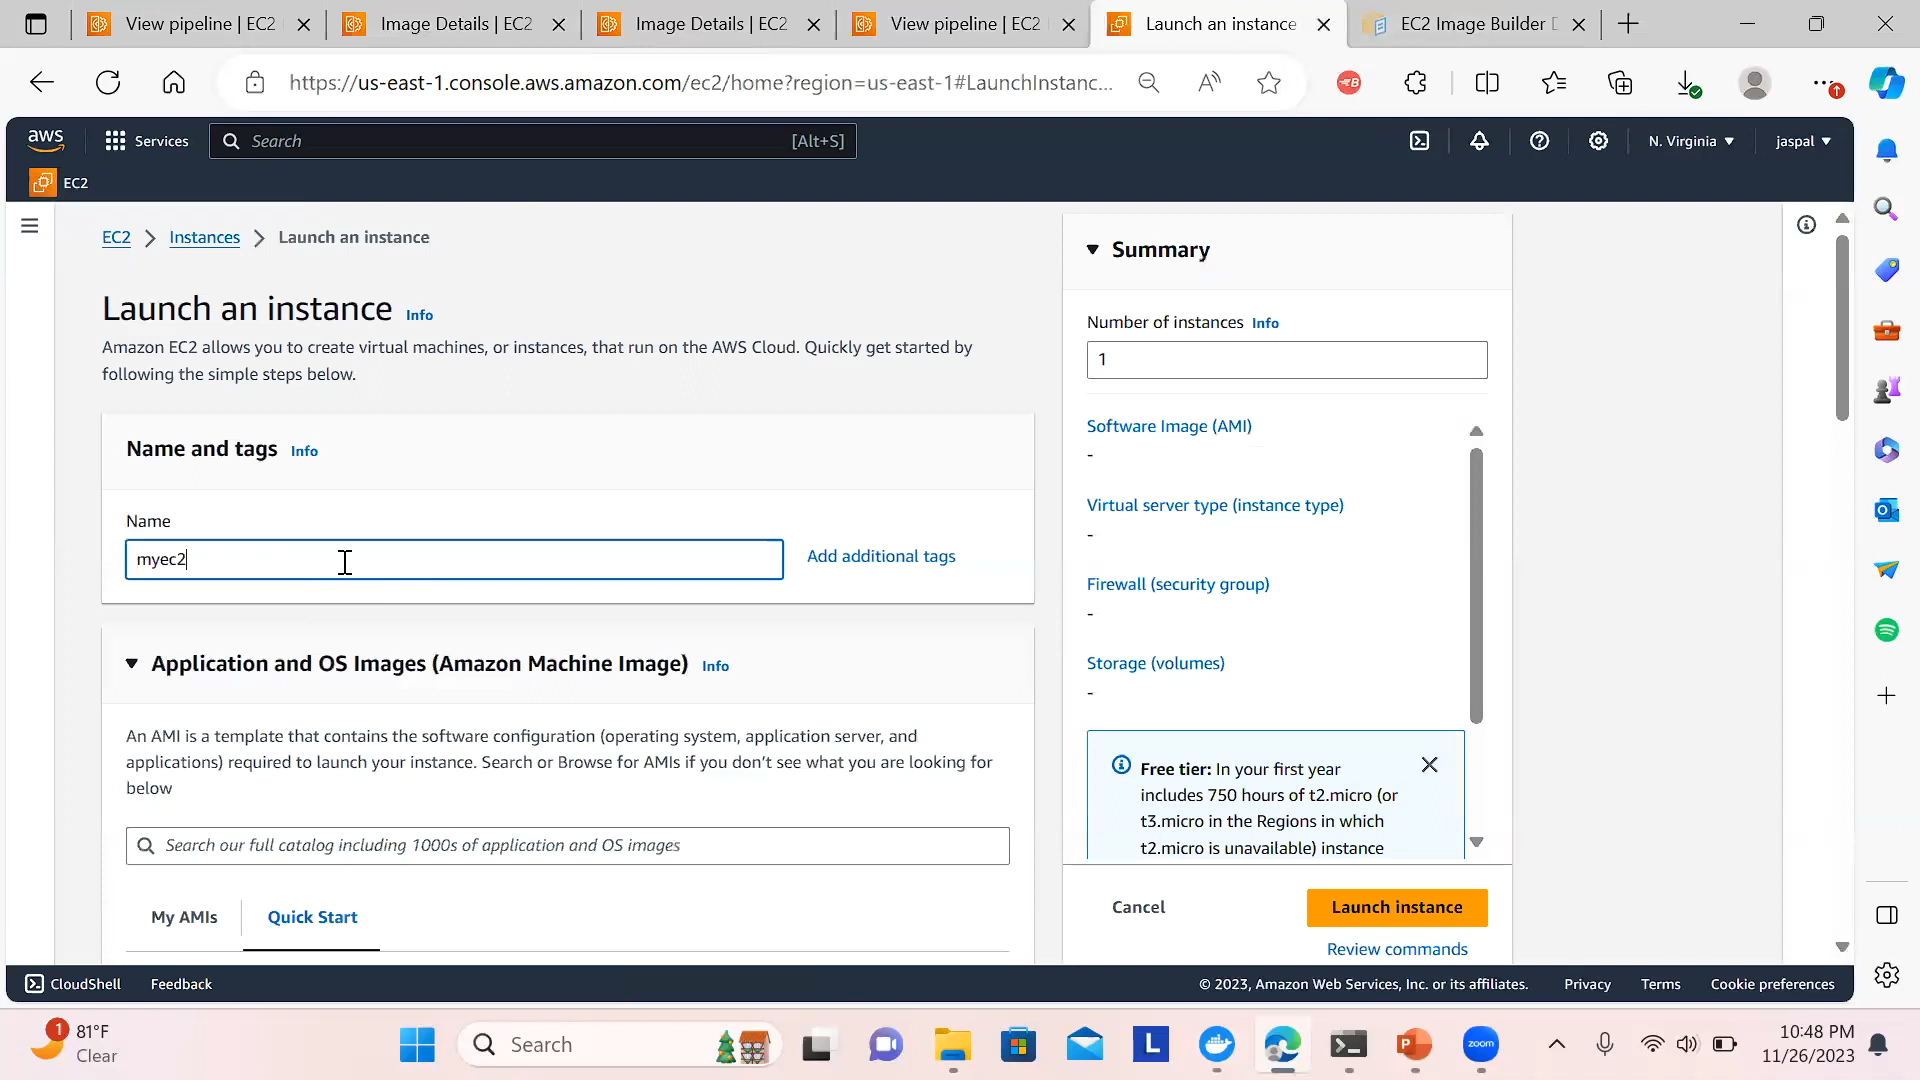 View pipeline | EC2
Image Details | EC2
Image Details | EC2
View pipeline | EC2
Launch an instance
EC2 Image Builder
https://us-east-1.console.aws.amazon.com/ec2/home?region=us-east-1#LaunchInstanc...
aws
Services
Search
[Alt+S]
N. Virginia
jaspal
EC2
EC2
Instances
Launch an instance
Launch an instance Info
Amazon EC2 allows you to create virtual machines, or instances, that run on the AWS Cloud. Quickly get started by
following the simple steps below.
Name and tags Info
Name
myec2
Add additional tags
Application and OS Images (Amazon Machine Image) Info
An AMI is a template that contains the software configuration (operating system, application server, and
applications) required to launch your instance. Search or Browse for AMIs if you don't see what you are looking for
below
Search our full catalog including 1000s of application and OS images
My AMIs
Quick Start
Summary
Number of instances Info
1
Software Image (AMI)
-
Virtual server type (instance type)
-
Firewall (security group)
-
Storage (volumes)
-
Free tier: In your first year
includes 750 hours of t2.micro (or
t3.micro in the Regions in which
t2.micro is unavailable) instance
Cancel
Launch instance
Review commands
CloudShell
Feedback
© 2023, Amazon Web Services, Inc. or its affiliates.
Privacy
Terms
Cookie preferences
1
81°F
Clear
Search
L
P
zoom
10:48 PM
11/26/2023